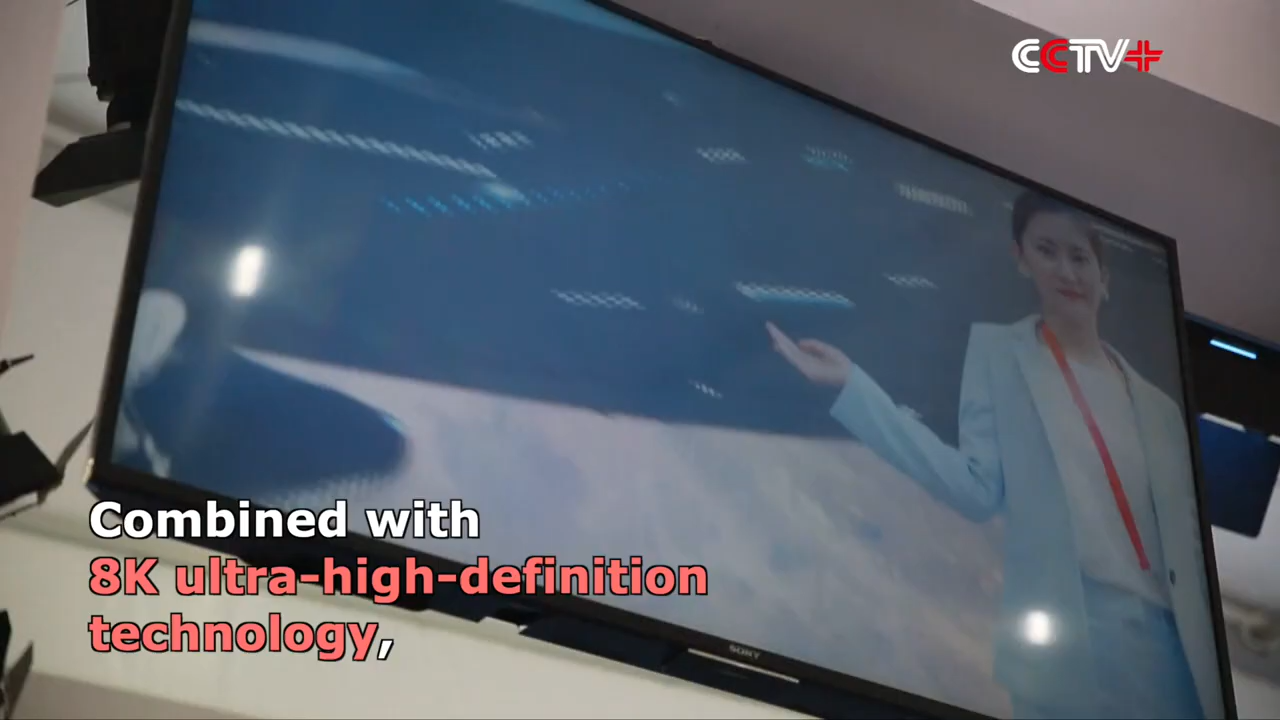 CCTV+
Combined with
8K ultra-high-definition
technology,
SONY